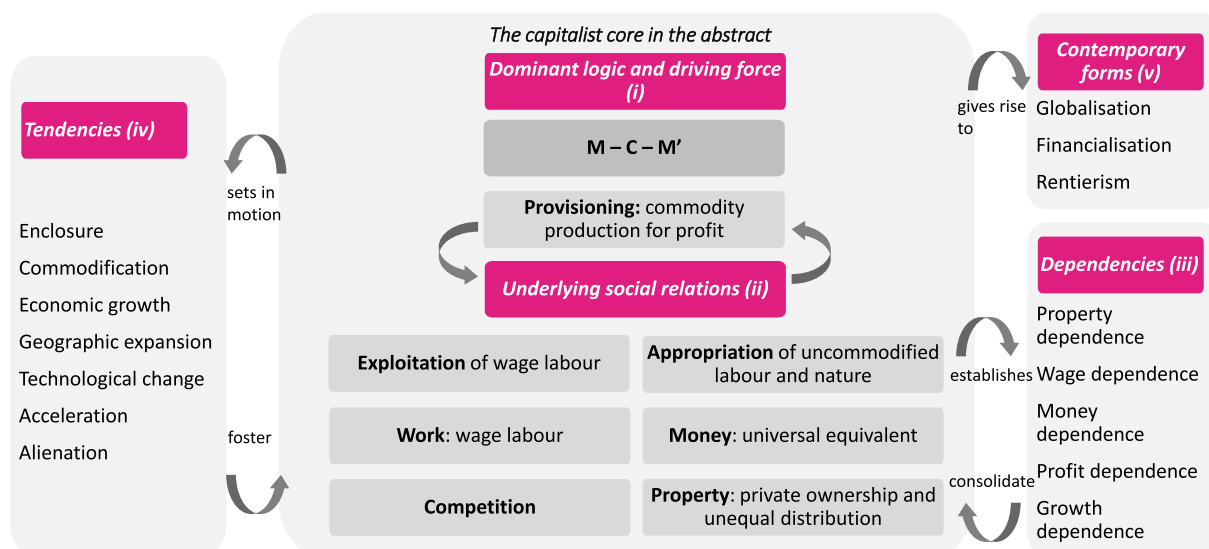 The capitalist core in the abstract
Dominant logic and driving force
(i)
M – C – M’
Provisioning: commodity
production for profit
Underlying social relations (ii)
Exploitation of wage labour
Appropriation of uncommodified
labour and nature
Work: wage labour
Money: universal equivalent
Competition
Property: private ownership and
unequal distribution
Tendencies (iv)
Enclosure
Commodification
Economic growth
Geographic expansion
Technological change
Acceleration
Alienation
sets in
motion
foster
gives rise
to
Contemporary
forms (v)
Globalisation
Financialisation
Rentierism
establishes
consolidate
Dependencies (iii)
Property
dependence
Wage dependence
Money
dependence
Profit dependence
Growth
dependence